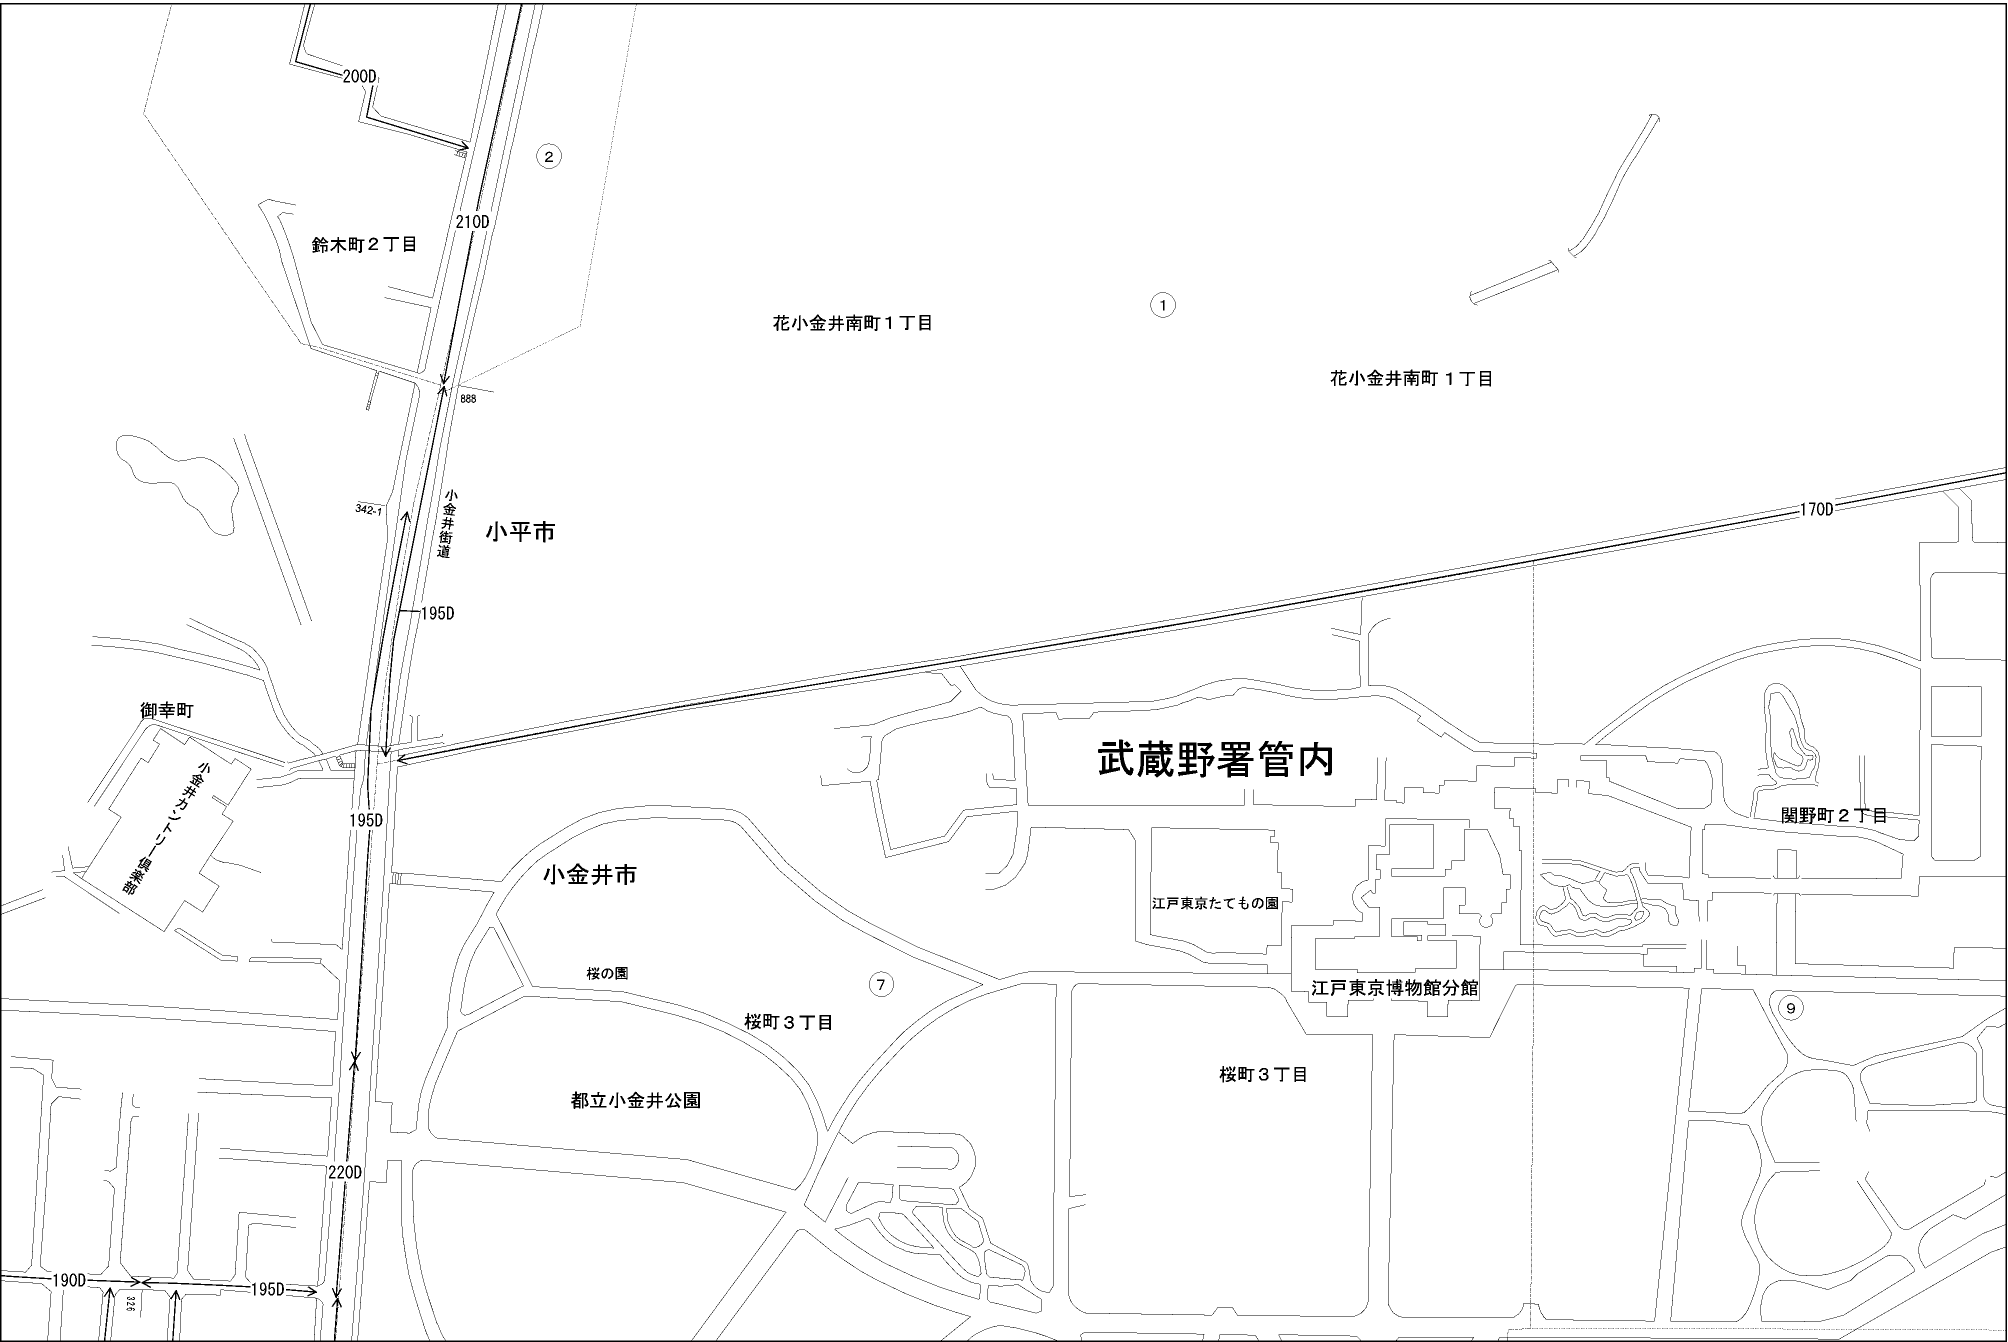 200D
②
210D
鈴木町２丁目
①
花小金井南町１丁目
花小金井南町１丁目
888
342-1
小金井街道
小平市
170D
195D
御幸町
武蔵野署管内
小金井カントリー倶楽部
195D
関野町２丁目
小金井市
江戸東京たてもの園
桜の園
⑦
江戸東京博物館分館
⑨
桜町３丁目
桜町３丁目
都立小金井公園
220D
190D
195D
326